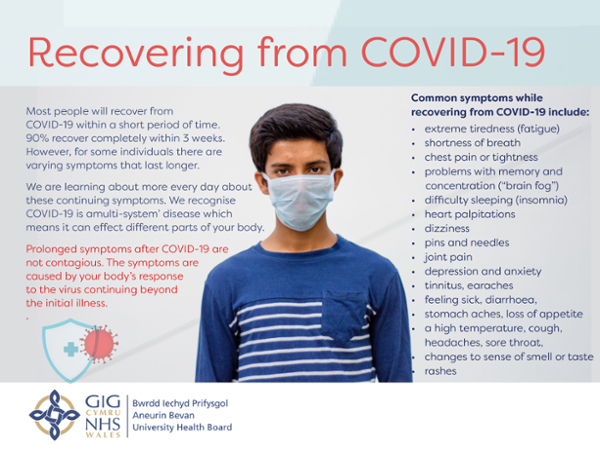 Recovering from COVID-19
Most people will recover from
COVID-19 within a short period of time.
90% recover completely within 3 weeks.
However, for some individuals there are
varying symptoms that last longer.
We are learning about more every day about
these continuing symptoms. We recognise
COVID-19 is amulti-system' disease which
means it can effect different parts of your body.
Prolonged symptoms after COVID-19 are
not contagious. The symptoms are
caused by your body's response
to the virus continuing beyond
the initial illness.
.
Common symptoms while
recovering from COVID-19 include:
• extreme tiredness (fatigue)
• shortness of breath
• chest pain or tightness
• problems with memory and
concentration ("brain fog")
• difficulty sleeping (insomnia)
• heart palpitations
• dizziness
• pins and needles
• joint pain
• depression and anxiety
• tinnitus, earaches
• feeling sick, diarrhoea,
• stomach aches, loss of appetite
• a high temperature, cough,
headaches, sore throat,
• changes to sense of smell or taste
• rashes
GIG
CYMRU
NHS
WALES
Bwrdd Iechyd Prifysgol
Aneurin Bevan
University Health Board